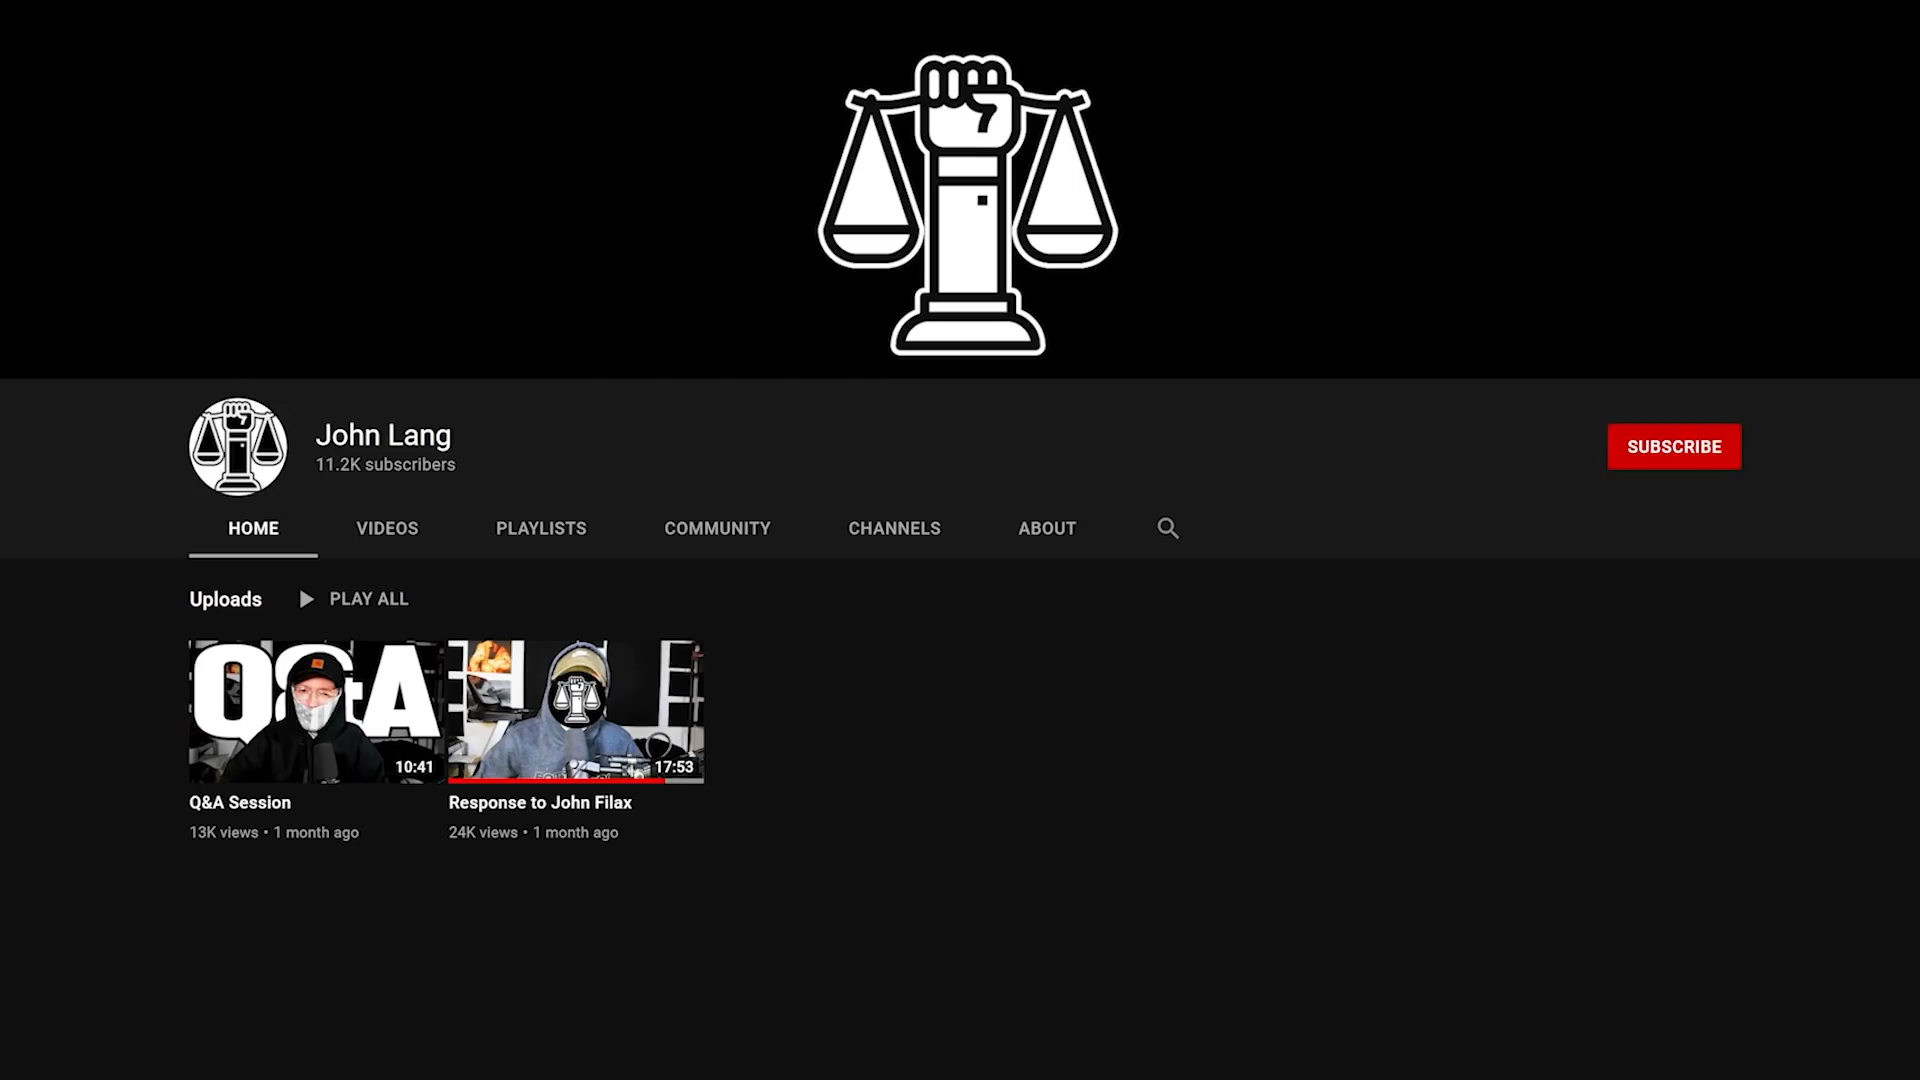 John Lang
11.2K subscribers
SUBSCRIBE
HOME VIDEOS PLAYLISTS COMMUNITY CHANNELS ABOUT
Uploads PLAY ALL
Q&A
10:41
17:53
Q&A Session
13K views • 1 month ago
Response to John Filax
24K views • 1 month ago